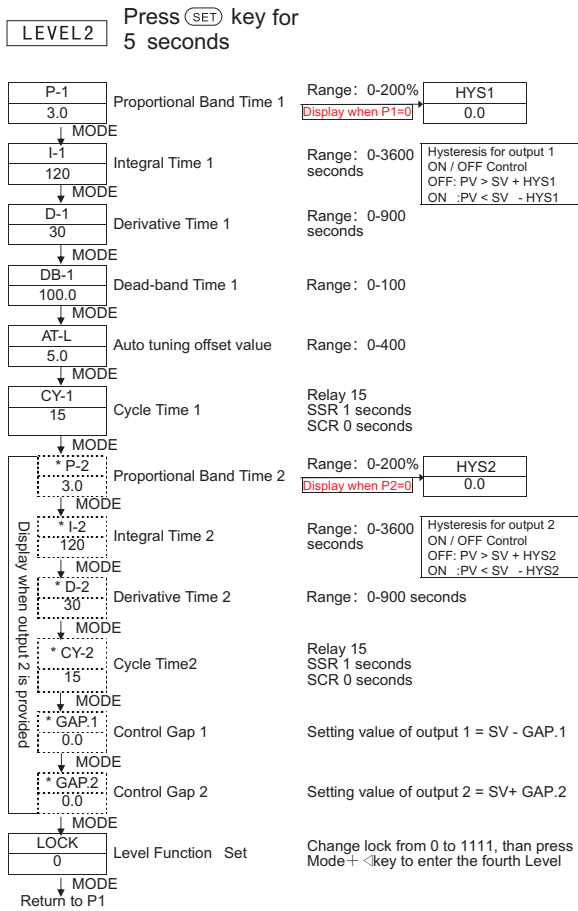 LEVEL2
Press SET key for
5 seconds
P-1
3.0
Proportional Band Time 1
Range: 0-200%
Display when P1=0
HYS1
0.0
MODE
I-1
120
Integral Time 1
Range: 0-3600
seconds
Hysteresis for output 1
ON / OFF Control
OFF: PV > SV + HYS1
ON :PV < SV - HYS1
MODE
D-1
30
Derivative Time 1
Range: 0-900
seconds
MODE
DB-1
100.0
Dead-band Time 1
Range: 0-100
MODE
AT-L
5.0
Auto tuning offset value
Range: 0-400
MODE
CY-1
15
Cycle Time 1
Relay 15
SSR 1 seconds
SCR 0 seconds
MODE
Display when output 2 is provided
* P-2
3.0
Proportional Band Time 2
Range: 0-200%
Display when P2=0
HYS2
0.0
MODE
* I-2
120
Integral Time 2
Range: 0-3600
seconds
Hysteresis for output 2
ON / OFF Control
OFF: PV > SV + HYS2
ON :PV < SV - HYS2
MODE
* D-2
30
Derivative Time 2
Range: 0-900 seconds
MODE
* CY-2
15
Cycle Time2
Relay 15
SSR 1 seconds
SCR 0 seconds
MODE
* GAP.1
0.0
Control Gap 1
Setting value of output 1 = SV - GAP.1
MODE
* GAP.2
0.0
Control Gap 2
Setting value of output 2 = SV+ GAP.2
MODE
LOCK
0
Level Function Set
Change lock from 0 to 1111, than press
Mode＋◁key to enter the fourth Level
MODE
Return to P1